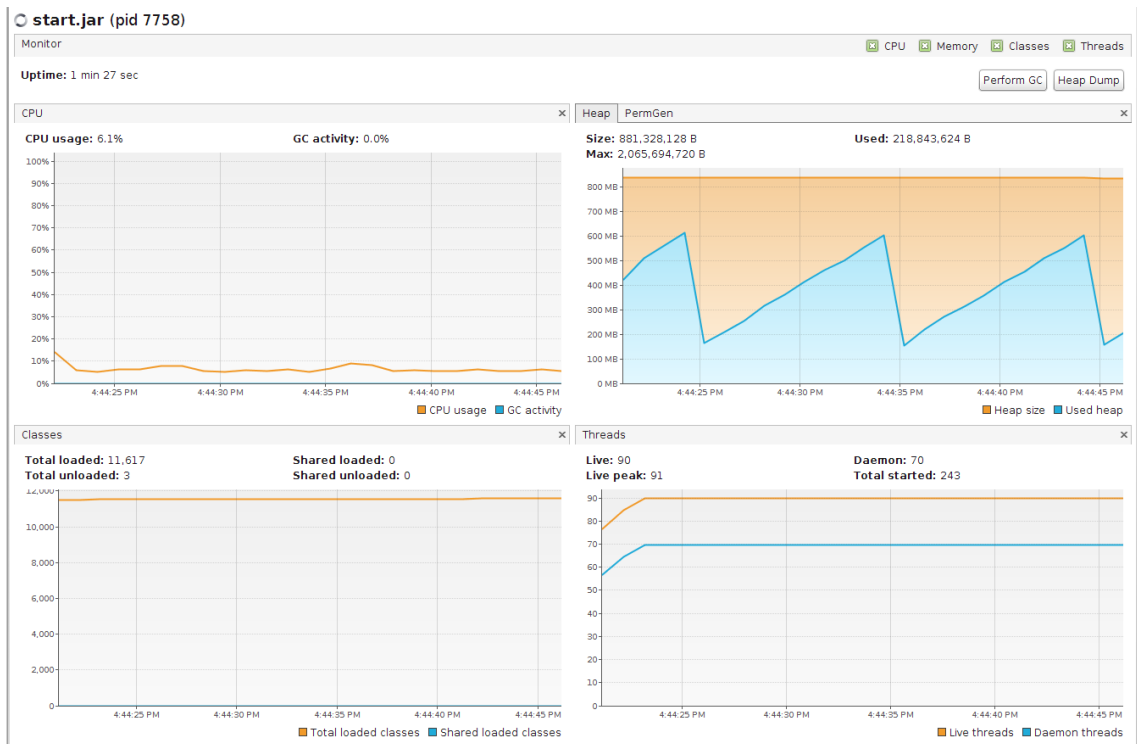 start.jar (pid 7758)
Monitor CPU Memory Classes Threads
Uptime: 1 min 27 sec
Perform GC Heap Dump
CPU
CPU usage: 6.1% GC activity: 0.0%
100%
90%
80%
70%
60%
50%
40%
30%
20%
10%
0%
4:44:25 PM 4:44:30 PM 4:44:35 PM 4:44:40 PM 4:44:45 PM
CPU usage GC activity
Heap PermGen
Size: 881,328,128 B Used: 218,843,624 B
Max: 2,065,694,720 B
800 MB
700 MB
600 MB
500 MB
400 MB
300 MB
200 MB
100 MB
0 MB
4:44:25 PM 4:44:30 PM 4:44:35 PM 4:44:40 PM 4:44:45 PM
Heap size Used heap
Classes
Total loaded: 11,617 Shared loaded: 0
Total unloaded: 3 Shared unloaded: 0
12,000
10,000
8,000
6,000
4,000
2,000
0
4:44:25 PM 4:44:30 PM 4:44:35 PM 4:44:40 PM 4:44:45 PM
Total loaded classes Shared loaded classes
Threads
Live: 90 Daemon: 70
Live peak: 91 Total started: 243
90
80
70
60
50
40
30
20
10
0
4:44:25 PM 4:44:30 PM 4:44:35 PM 4:44:40 PM 4:44:45 PM
Live threads Daemon threads